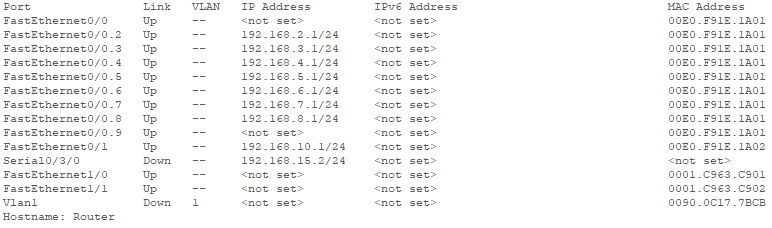 Port Link VLAN IP Address IPv6 Address MAC Address
FastEthernet0/0 Up -- <not set> <not set> 00E0.F91E.1A01
FastEthernet0/0.2 Up -- 192.168.2.1/24 <not set> 00E0.F91E.1A01
FastEthernet0/0.3 Up -- 192.168.3.1/24 <not set> 00E0.F91E.1A01
FastEthernet0/0.4 Up -- 192.168.4.1/24 <not set> 00E0.F91E.1A01
FastEthernet0/0.5 Up -- 192.168.5.1/24 <not set> 00E0.F91E.1A01
FastEthernet0/0.6 Up -- 192.168.6.1/24 <not set> 00E0.F91E.1A01
FastEthernet0/0.7 Up -- 192.168.7.1/24 <not set> 00E0.F91E.1A01
FastEthernet0/0.8 Up -- 192.168.8.1/24 <not set> 00E0.F91E.1A01
FastEthernet0/0.9 Up -- <not set> <not set> 00E0.F91E.1A01
FastEthernet0/1 Up -- 192.168.10.1/24 <not set> 00E0.F91E.1A02
Serial0/3/0 Down -- 192.168.15.2/24 <not set> <not set>
FastEthernet1/0 Up -- <not set> <not set> 0001.C963.C901
FastEthernet1/1 Up -- <not set> <not set> 0001.C963.C902
Vlan1 Down 1 <not set> <not set> 0090.0C17.7BCB
Hostname: Router